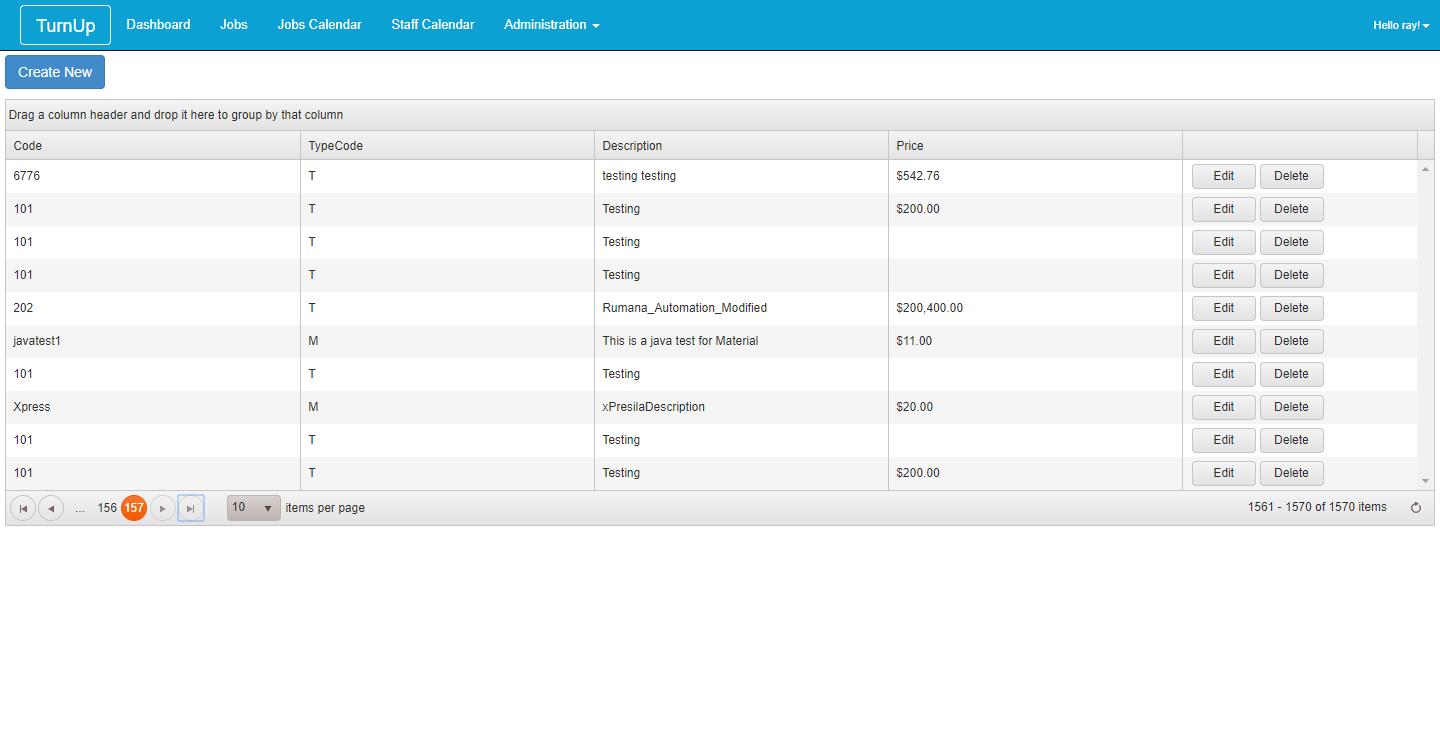 TurnUp Dashboard Jobs Jobs Calendar Staff Calendar Administration Hello ray!
Create New
Drag a column header and drop it here to group by that column
Code TypeCode Description Price
6776 T testing testing $542.76 Edit Delete
101 T Testing $200.00 Edit Delete
101 T Testing Edit Delete
101 T Testing Edit Delete
202 T Rumana_Automation_Modified $200,400.00 Edit Delete
javatest1 M This is a java test for Material $11.00 Edit Delete
101 T Testing Edit Delete
Xpress M xPresilaDescription $20.00 Edit Delete
101 T Testing Edit Delete
101 T Testing $200.00 Edit Delete
... 156 157 10 items per page 1561 - 1570 of 1570 items